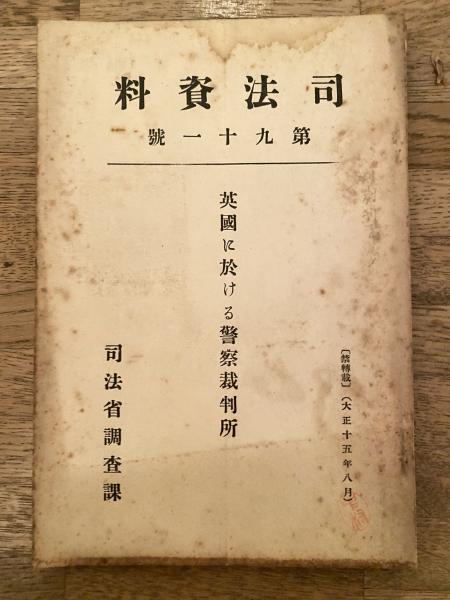 司法資料
第九十一號
〔禁轉載〕（大正十五年八月）
英國に於ける警察裁判所
司法省調査課